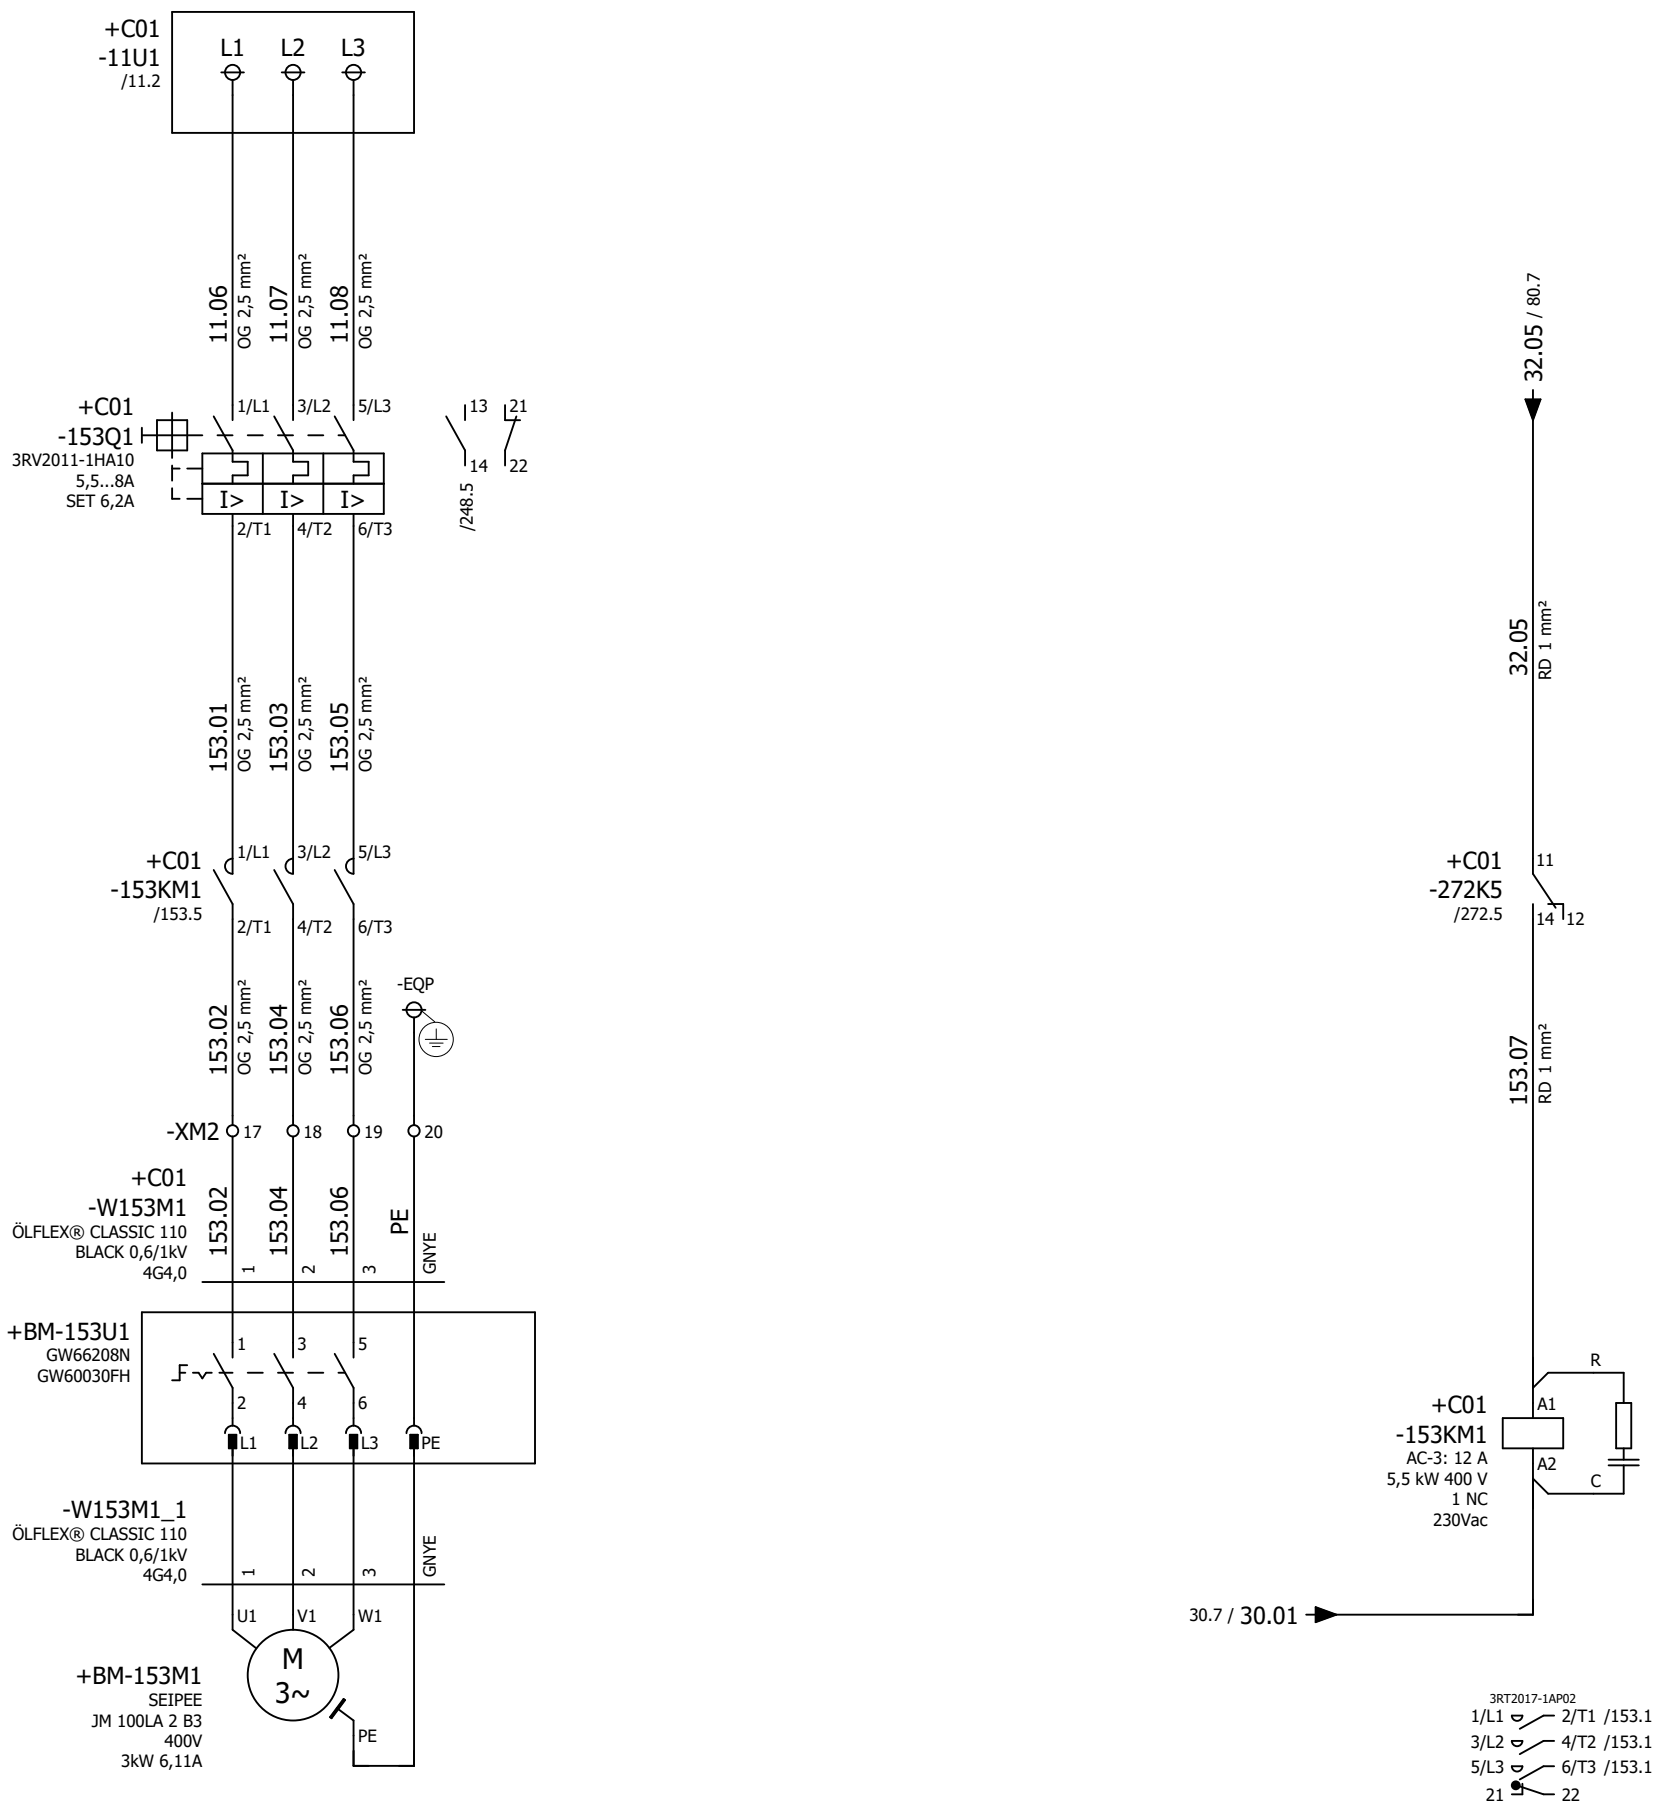 +C01
-11U1
/11.2
L1 L2 L3
11.06
OG 2,5 mm²
11.07
OG 2,5 mm²
11.08
OG 2,5 mm²
+C01
-153Q1
3RV2011-1HA10
5,5...8A
SET 6,2A
1/L1 3/L2 5/L3
I> I> I>
2/T1 4/T2 6/T3
13 21
14 22
/248.5
153.01
OG 2,5 mm²
153.03
OG 2,5 mm²
153.05
OG 2,5 mm²
+C01
-153KM1
/153.5
1/L1 3/L2 5/L3
2/T1 4/T2 6/T3
153.02
OG 2,5 mm²
153.04
OG 2,5 mm²
153.06
OG 2,5 mm²
-EQP
-XM2 17 18 19 20
+C01
-W153M1
ÖLFLEX® CLASSIC 110
BLACK 0,6/1kV
4G4,0
153.02
153.04
153.06
PE
1 2 3 GNYE
+BM-153U1
GW66208N
GW60030FH
1 3 5
2 4 6
L1 L2 L3 PE
-W153M1_1
ÖLFLEX® CLASSIC 110
BLACK 0,6/1kV
4G4,0
1 2 3 GNYE
U1 V1 W1
M
3~
PE
+BM-153M1
SEIPEE
JM 100LA 2 B3
400V
3kW 6,11A
32.05 / 80.7
32.05
RD 1 mm²
+C01
-272K5
/272.5
11
14 12
153.07
RD 1 mm²
R
+C01
-153KM1
AC-3: 12 A
5,5 kW 400 V
1 NC
230Vac
A1
A2
C
30.7 / 30.01
3RT2017-1AP02
1/L1 2/T1 /153.1
3/L2 4/T2 /153.1
5/L3 6/T3 /153.1
21 22